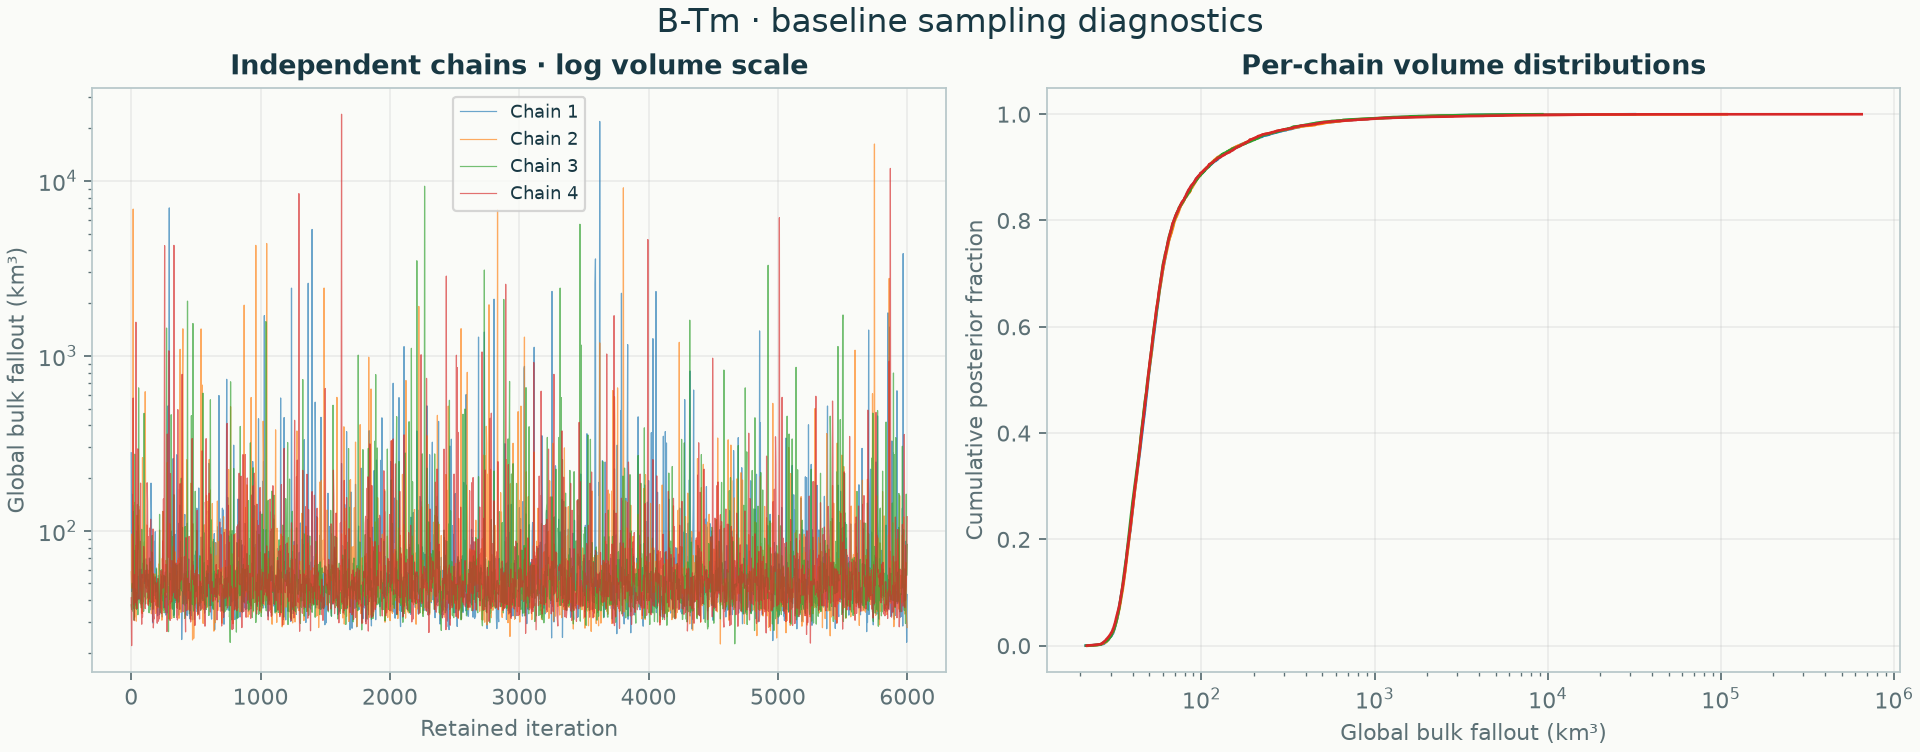 B-Tm · baseline sampling diagnostics
Independent chains · log volume scale
Global bulk fallout (km³)
10⁴
10³
10²
Chain 1
Chain 2
Chain 3
Chain 4
0 1000 2000 3000 4000 5000 6000
Retained iteration
Per-chain volume distributions
Cumulative posterior fraction
1.0
0.8
0.6
0.4
0.2
0.0
10² 10³ 10⁴ 10⁵ 10⁶
Global bulk fallout (km³)